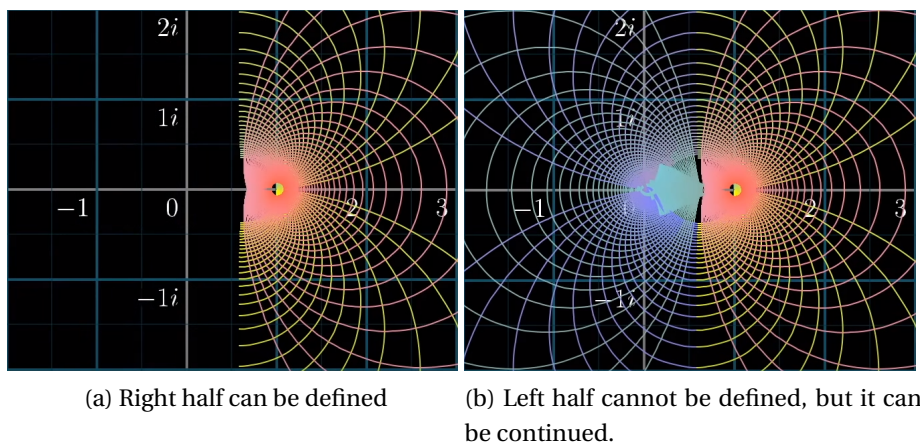 2i 2i
1i 1i
−1 0 2 3 −1 2 3
−1i −1i
(a) Right half can be defined
(b) Left half cannot be defined, but it can
be continued.